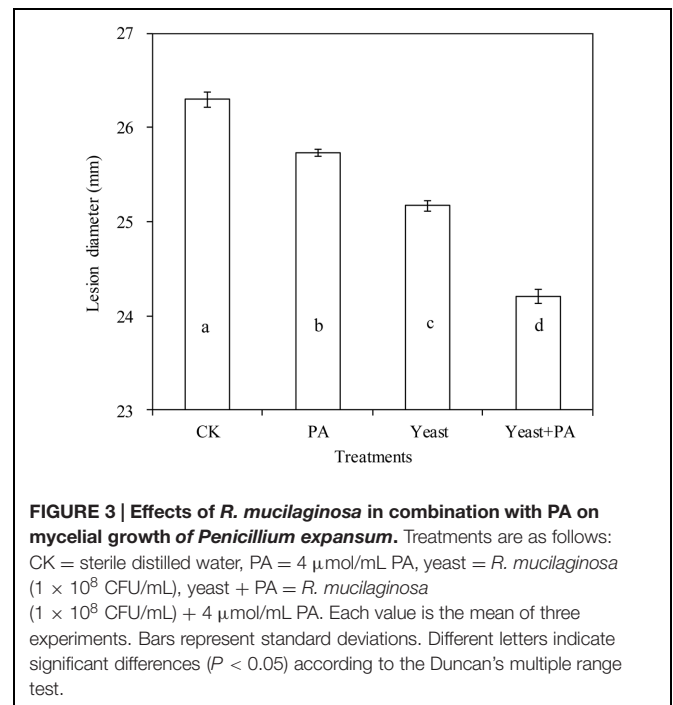 27
26
25
24
23
Lesion diameter (mm)
a
b
c
d
CK PA Yeast Yeast+PA
Treatments
FIGURE 3 | Effects of R. mucilaginosa in combination with PA on
mycelial growth of Penicillium expansum. Treatments are as follows:
CK = sterile distilled water, PA = 4 μmol/mL PA, yeast = R. mucilaginosa
(1 × 10⁸ CFU/mL), yeast + PA = R. mucilaginosa
(1 × 10⁸ CFU/mL) + 4 μmol/mL PA. Each value is the mean of three
experiments. Bars represent standard deviations. Different letters indicate
significant differences (P < 0.05) according to the Duncan's multiple range
test.